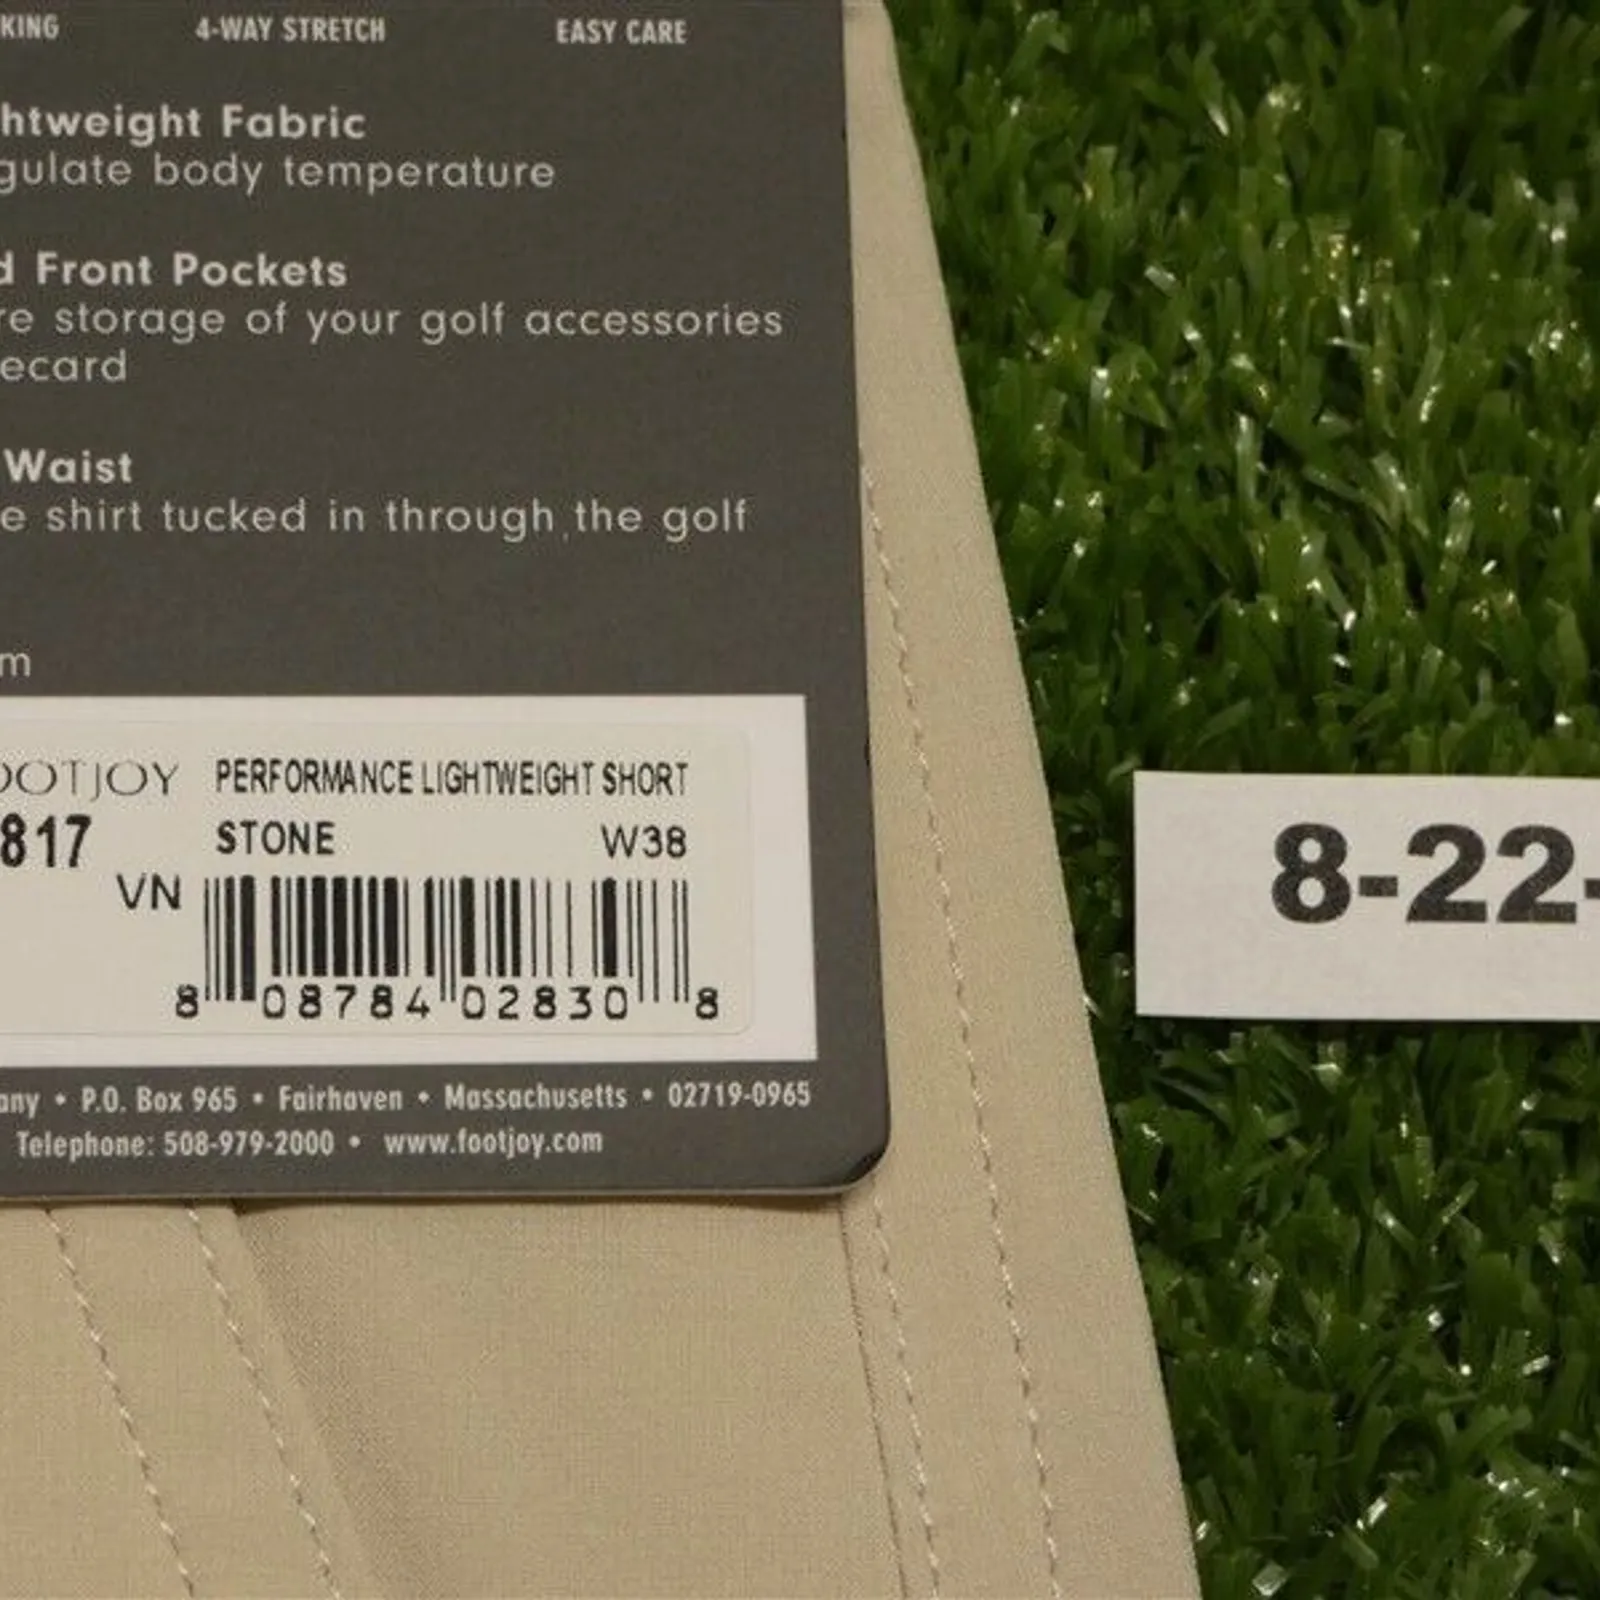 KING 4-WAY STRETCH EASY CARE
htweight Fabric
gulate body temperature
d Front Pockets
re storage of your golf accessories
ecard
Waist
e shirt tucked in through the golf
m
OOTJOY PERFORMANCE LIGHTWEIGHT SHORT
817 STONE W38
VN
8 08784 02830 8
any • P.O. Box 965 • Fairhaven • Massachusetts • 02719-0965
Telephone: 508-979-2000 • www.footjoy.com
8-22-